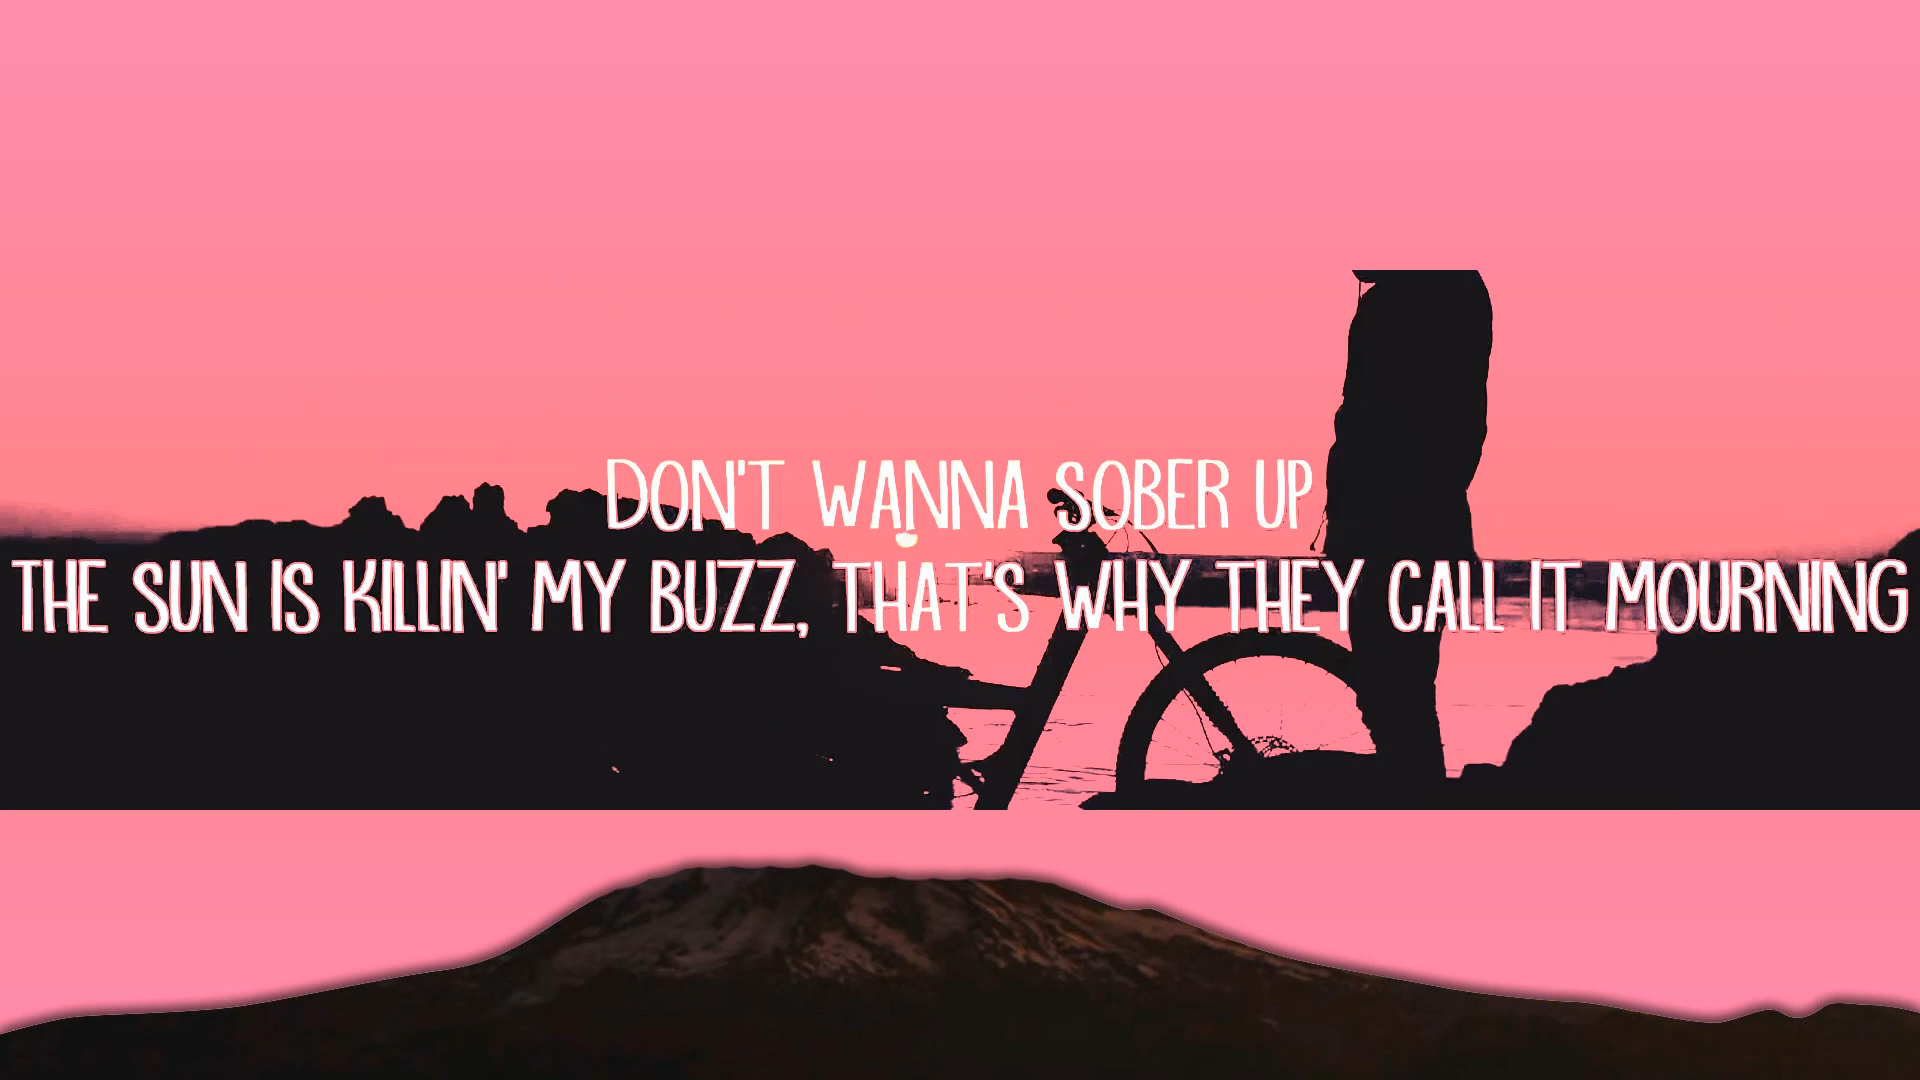 DON'T WANNA SOBER UP
THE SUN IS KILLIN' MY BUZZ, THAT'S WHY THEY CALL IT MOURNING